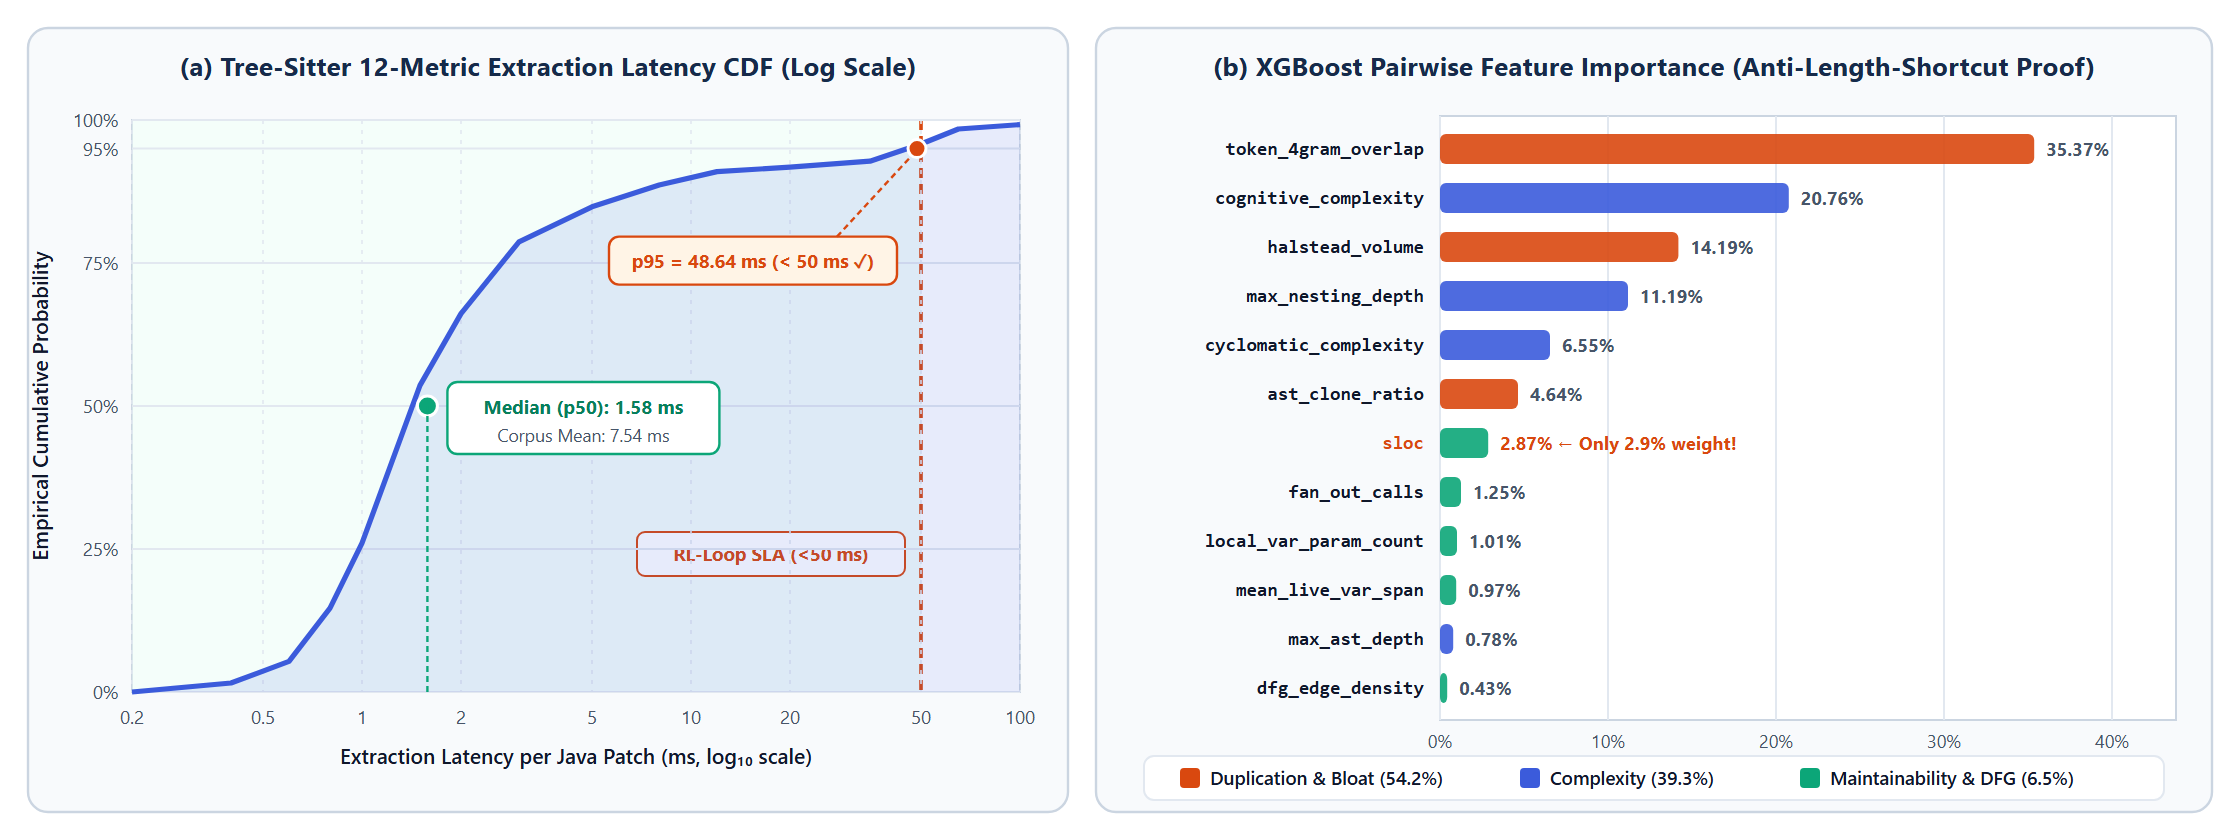 (a) Tree-Sitter 12-Metric Extraction Latency CDF (Log Scale)
100%
95%
75%
50%
25%
0%
Empirical Cumulative Probability
p95 = 48.64 ms (< 50 ms ✓)
Median (p50): 1.58 ms
Corpus Mean: 7.54 ms
RL-Loop SLA (<50 ms)
0.2 0.5 1 2 5 10 20 50 100
Extraction Latency per Java Patch (ms, log₁₀ scale)
(b) XGBoost Pairwise Feature Importance (Anti-Length-Shortcut Proof)
token_4gram_overlap 35.37%
cognitive_complexity 20.76%
halstead_volume 14.19%
max_nesting_depth 11.19%
cyclomatic_complexity 6.55%
ast_clone_ratio 4.64%
sloc 2.87% ← Only 2.9% weight!
fan_out_calls 1.25%
local_var_param_count 1.01%
mean_live_var_span 0.97%
max_ast_depth 0.78%
dfg_edge_density 0.43%
0% 10% 20% 30% 40%
Duplication & Bloat (54.2%) Complexity (39.3%) Maintainability & DFG (6.5%)